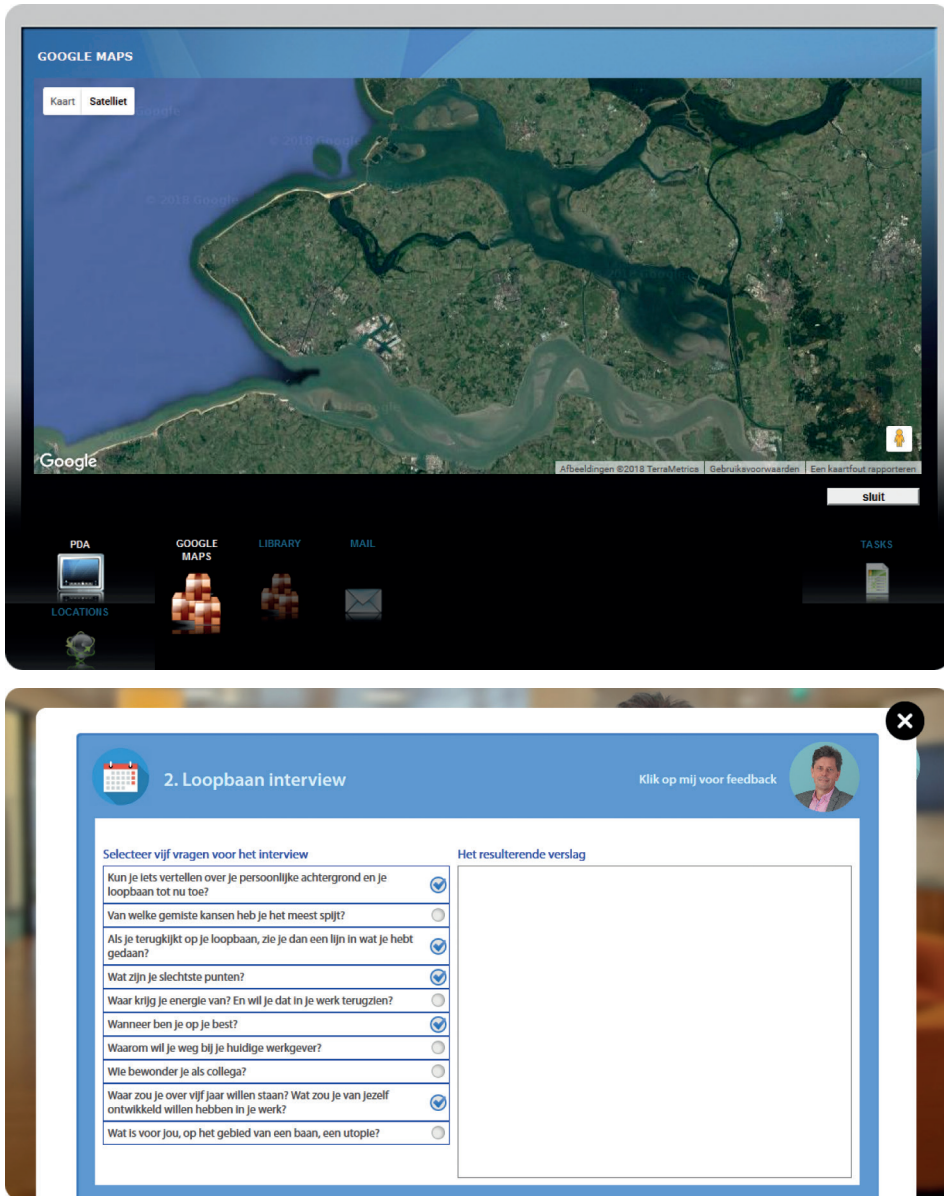 GOOGLE MAPS
Kaart
Satelliet
Google
© 2018 Google
© 2018 Google
2018 Google
2018 Google
Google
Afbeeldingen ©2018 TerraMetrics
Gebruiksvoorwaarden
Een kaartfout rapporteren
sluit
PDA
GOOGLE
MAPS
LIBRARY
MAIL
TASKS
LOCATIONS
2. Loopbaan interview
Klik op mij voor feedback
Selecteer vijf vragen voor het interview
Het resulterende verslag
Kun je iets vertellen over je persoonlijke achtergrond en je
loopbaan tot nu toe?
Van welke gemiste kansen heb je het meest spijt?
Als je terugkijkt op je loopbaan, zie je dan een lijn in wat je hebt
gedaan?
Wat zijn je slechtste punten?
Waar krijg je energie van? En wil je dat in je werk terugzien?
Wanneer ben je op je best?
Waarom wil je weg bij je huidige werkgever?
Wie bewonder je als collega?
Waar zou je over vijf jaar willen staan? Wat zou je van jezelf
ontwikkeld willen hebben in je werk?
Wat is voor jou, op het gebied van een baan, een utopie?